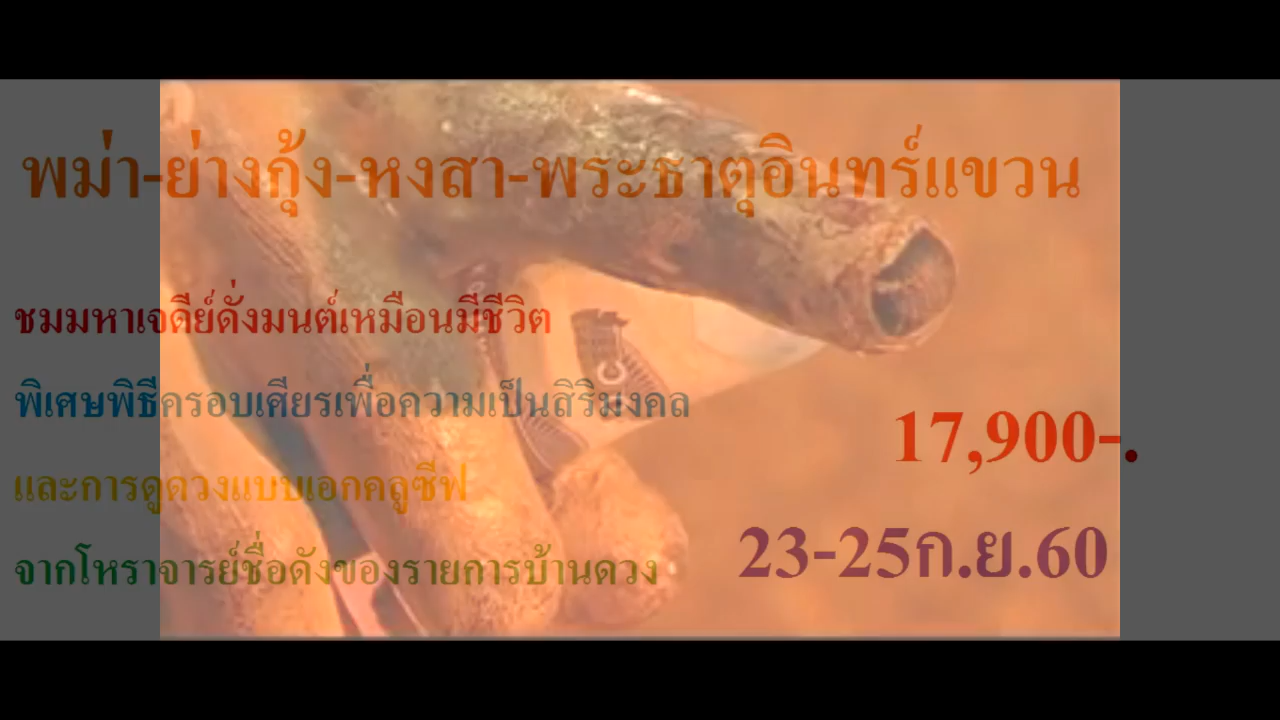 พม่า-ย่างกุ้ง-หงสา-พระธาตุอินทร์แขวน
ชมมหาเจดีย์ดั่งมนต์เหมือนมีชีวิต
พิเศษพิธีครอบเศียรเพื่อความเป็นสิริมงคล
และการดูดวงแบบเอกคลูซีฟ
จากโหราจารย์ชื่อดังของรายการบ้านดวง
17,900-.
23-25ก.ย.60